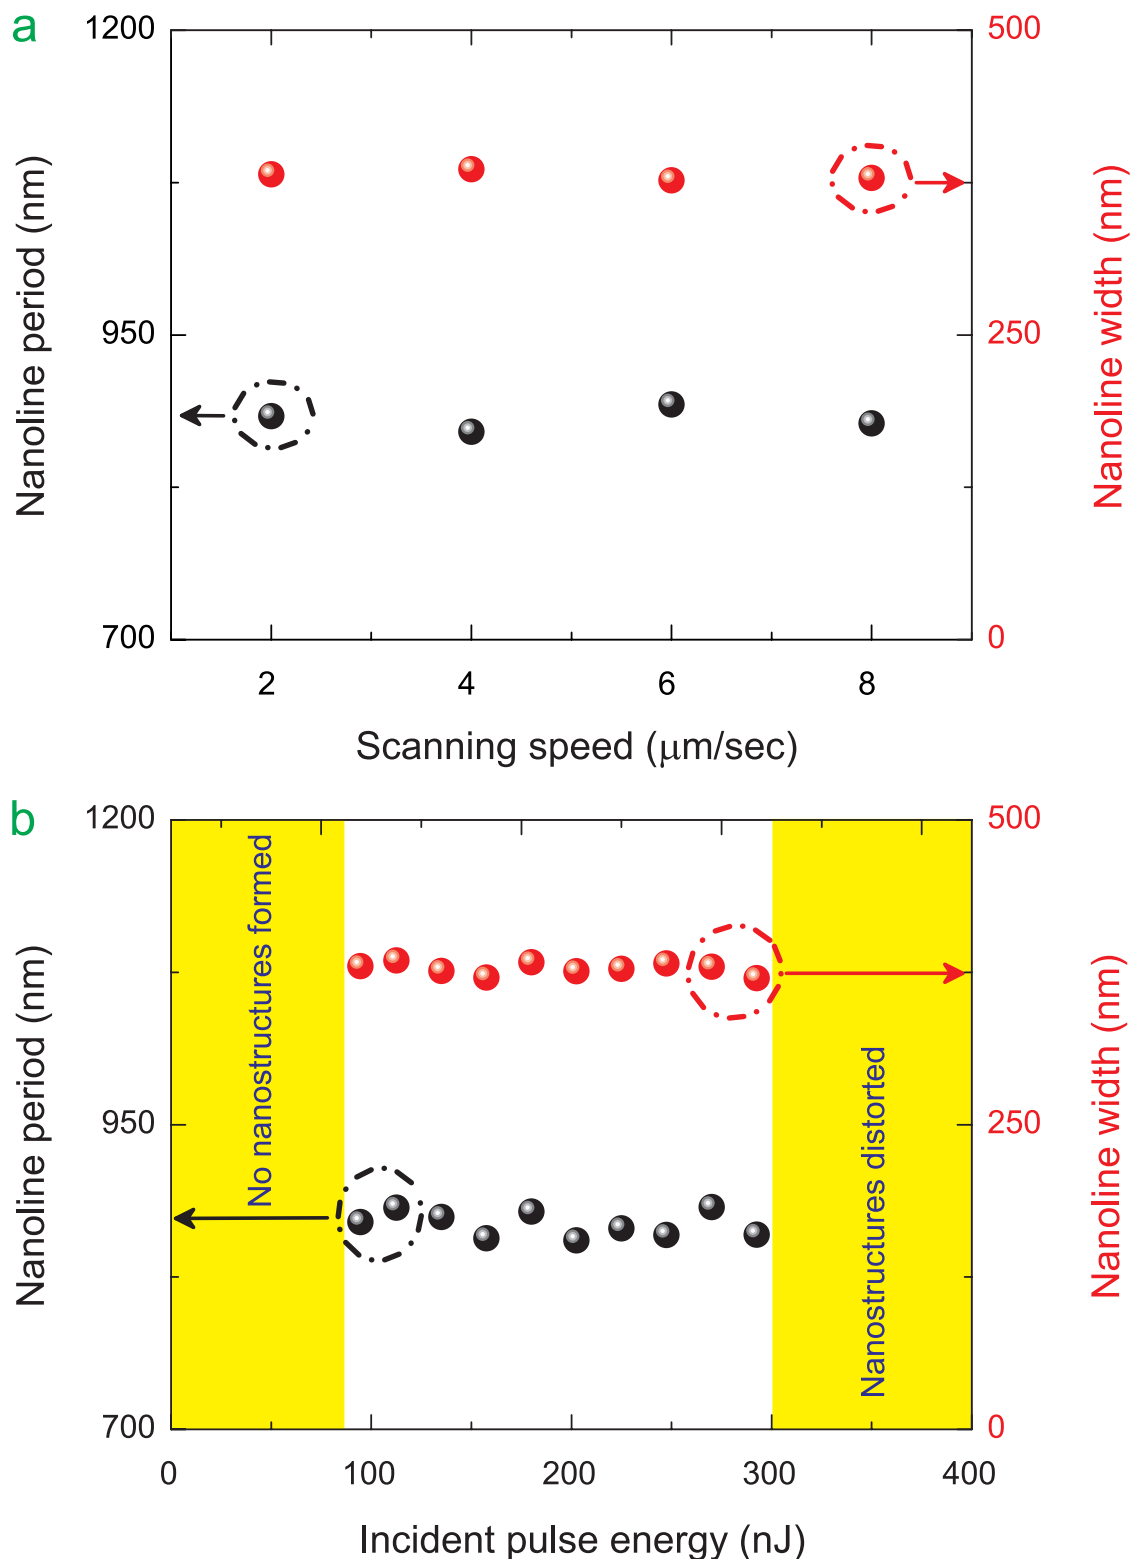 a
1200
950
700
Nanoline period (nm)
500
250
0
Nanoline width (nm)
2 4 6 8
Scanning speed (μm/sec)
b
1200
950
700
Nanoline period (nm)
No nanostructures formed
Nanostructures distorted
500
250
0
Nanoline width (nm)
0 100 200 300 400
Incident pulse energy (nJ)